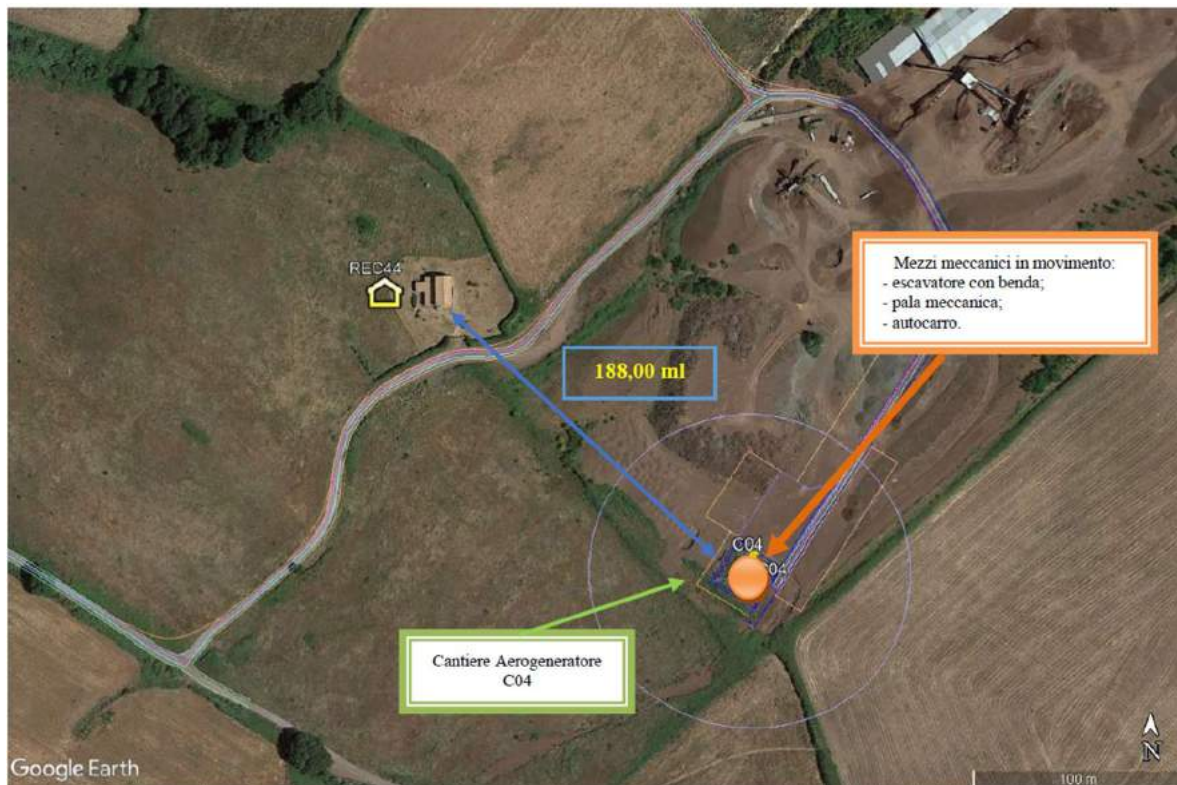 REC44
Mezzi meccanici in movimento:
- escavatore con benda;
- pala meccanica;
- autocarro.
188,00 ml
C04
C04
Cantiere Aerogeneratore
C04
N
Google Earth
100 m